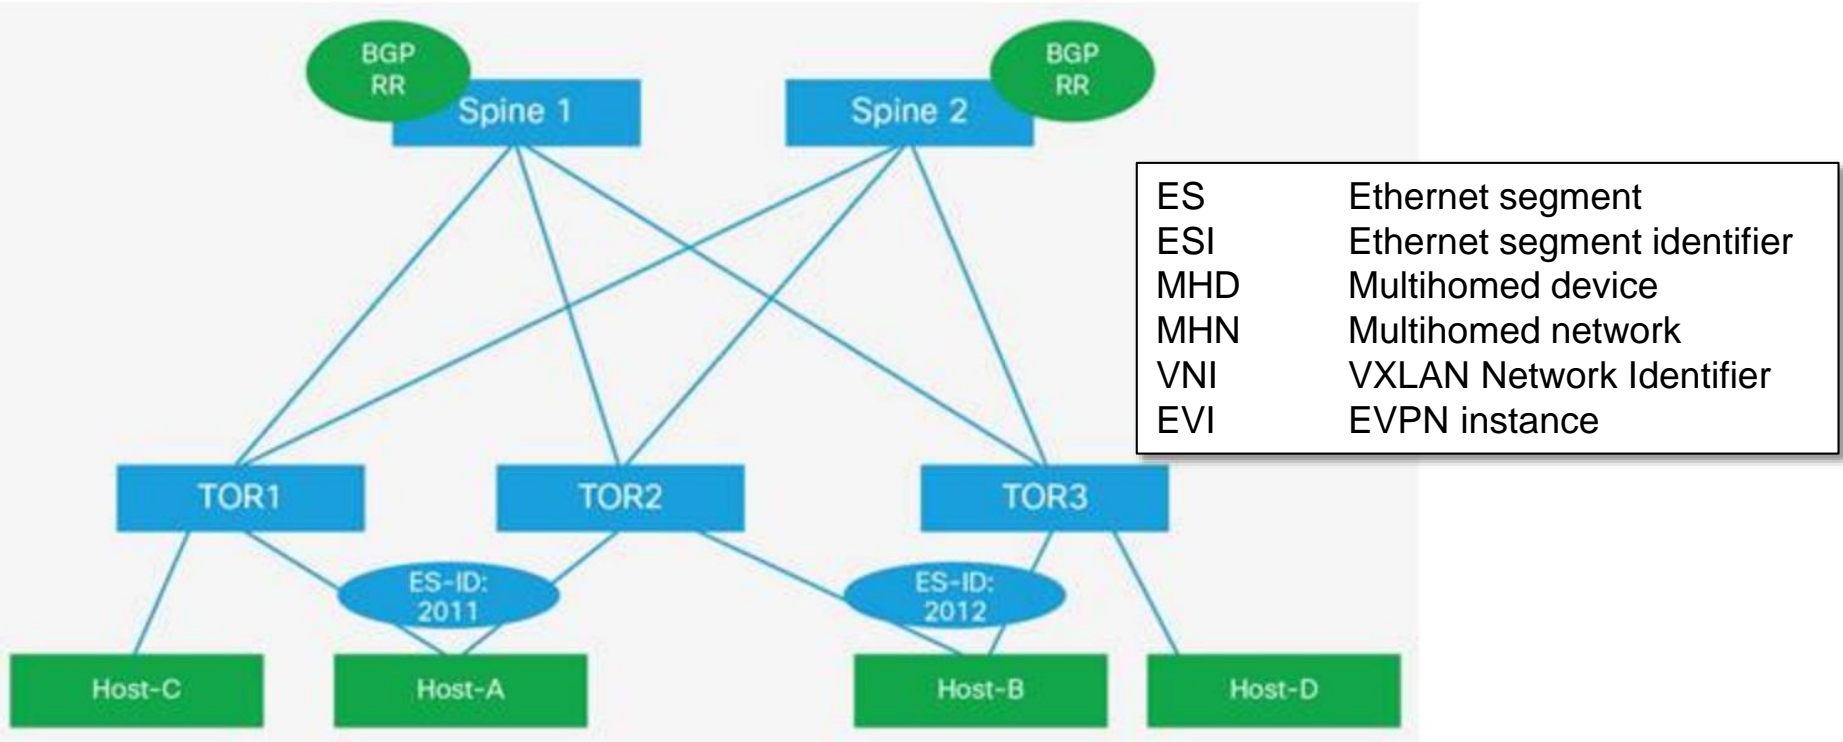 BGP
RR
Spine 1
Spine 2
BGP
RR
ES Ethernet segment
ESI Ethernet segment identifier
MHD Multihomed device
MHN Multihomed network
VNI VXLAN Network Identifier
EVI EVPN instance
TOR1
TOR2
TOR3
ES-ID:
2011
ES-ID:
2012
Host-C
Host-A
Host-B
Host-D